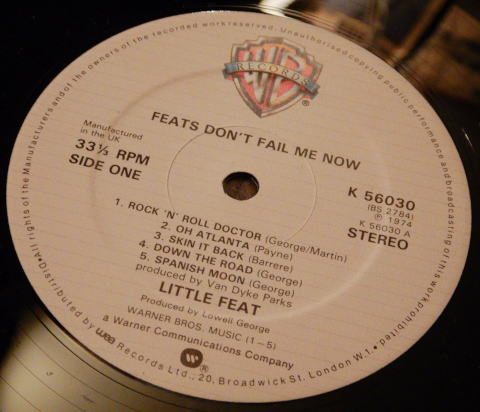 All rights of the Manufacturers and of the owners of the recorded work reserved. Unauthorised copying public performance and broadcasting of this work prohibited
WB
RECORDS
®
FEATS DON'T FAIL ME NOW
Manufactured
in the UK
33⅓ RPM
SIDE ONE
K 56030
(BS 2784)
℗ 1974
K 56030 A
STEREO
1. ROCK 'N' ROLL DOCTOR (George/Martin)
2. OH ATLANTA (Payne)
3. SKIN IT BACK (Barrere)
4. DOWN THE ROAD (George)
5. SPANISH MOON (George)
produced by Van Dyke Parks
LITTLE FEAT
Produced by Lowell George
WARNER BROS. MUSIC (1–5)
a Warner Communications Company
W
®
•Distributed by wea Records Ltd., 20, Broadwick St. London W.1.•